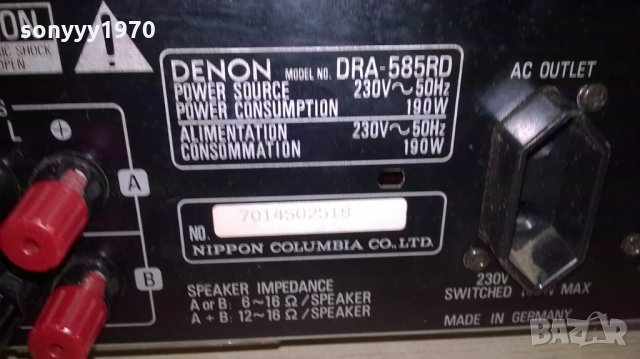 sonyyy1970
ON
IC SHOCK
OPEN
DENON MODEL NO. DRA-585RD
POWER SOURCE 230V～50Hz
POWER CONSUMPTION 190W
ALIMENTATION 230V～50Hz
CONSOMMATION 190W
AC OUTLET
S
L +
A
B
7014502518
NO.
NIPPON COLUMBIA CO., LTD.
SPEAKER IMPEDANCE
A or B: 6～16 Ω/SPEAKER
A + B: 12～16 Ω/SPEAKER
230V
SWITCHED MAX
MADE IN GERMANY
BAZAR